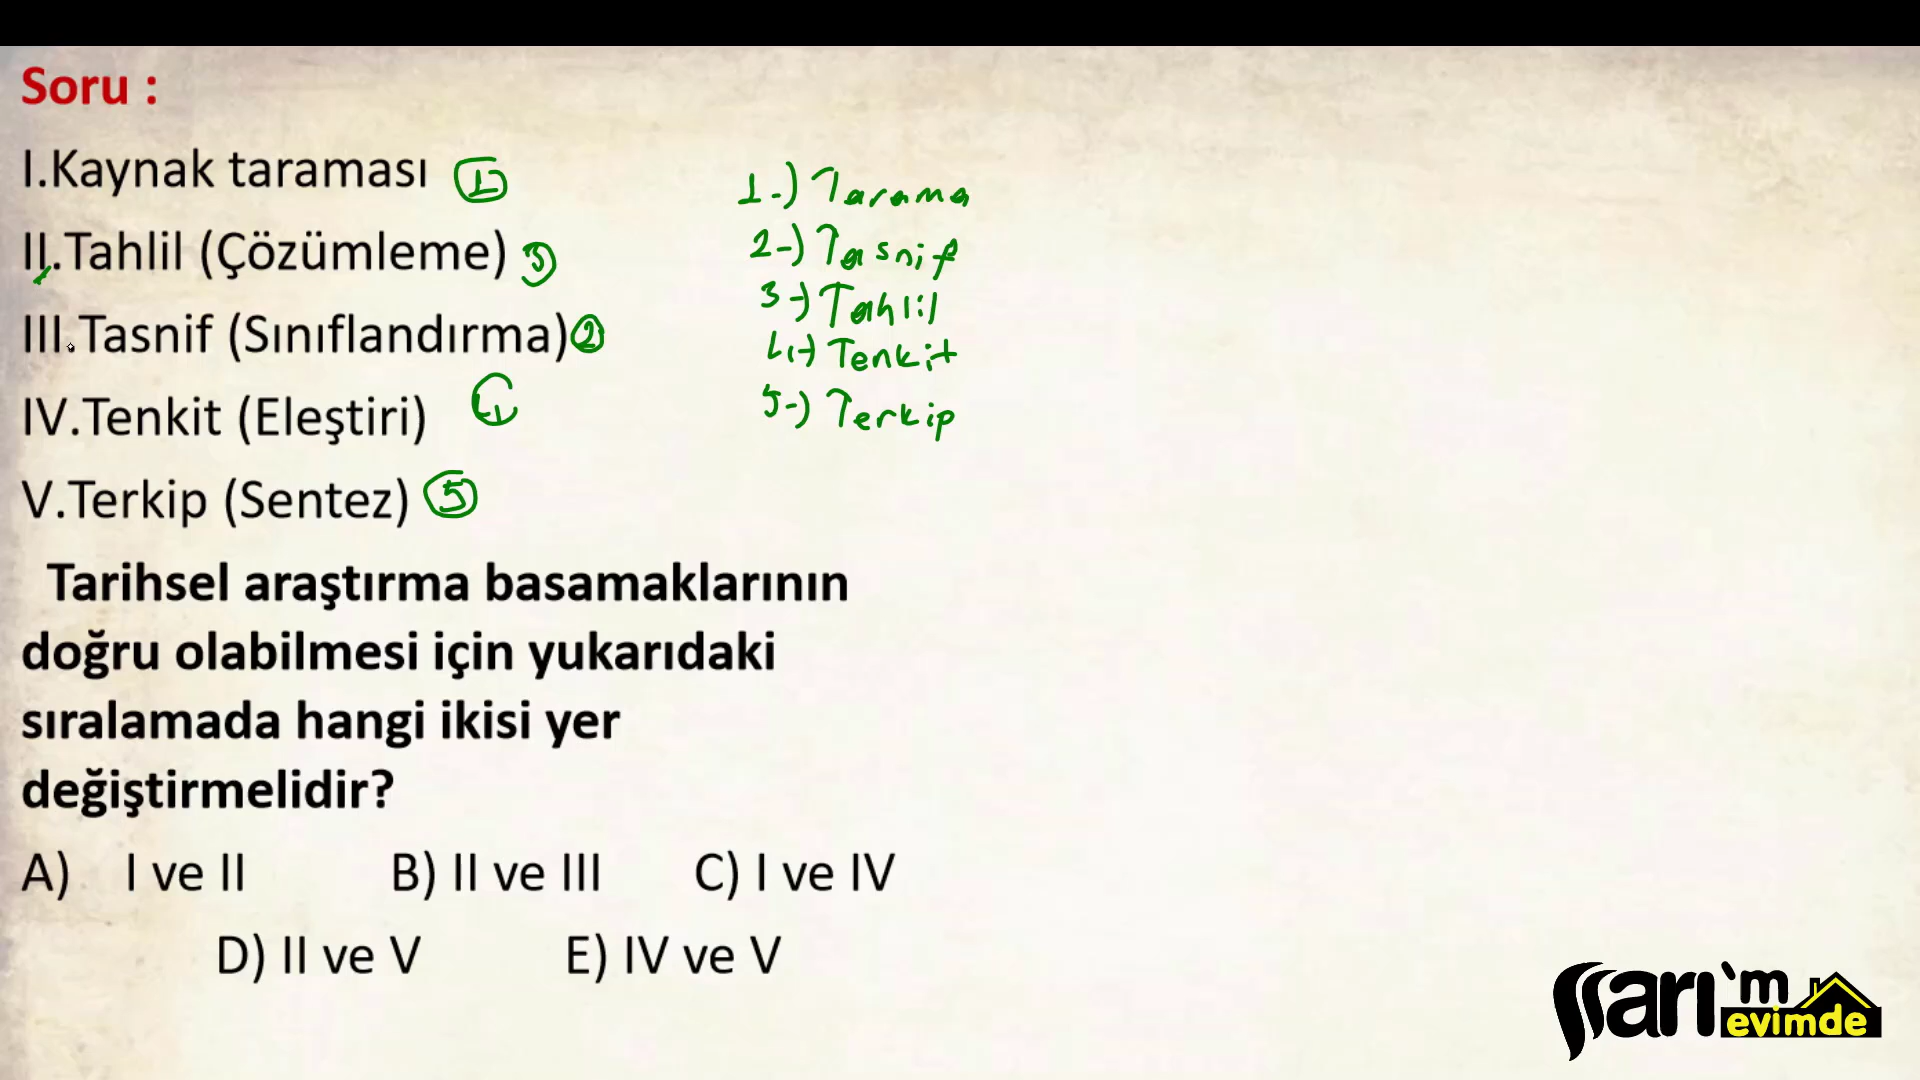 Soru :
I.Kaynak taraması 1
II.Tahlil (Çözümleme) 3
III.Tasnif (Sınıflandırma) 2
IV.Tenkit (Eleştiri) 4
V.Terkip (Sentez) 5
Tarihsel araştırma basamaklarının
doğru olabilmesi için yukarıdaki
sıralamada hangi ikisi yer
değiştirmelidir?
A) I ve II B) II ve III C) I ve IV
D) II ve V E) IV ve V
1-) Tarama
2-) Tasnif
3-) Tahlil
4-) Tenkit
5-) Terkip
Sarı'm
evimde